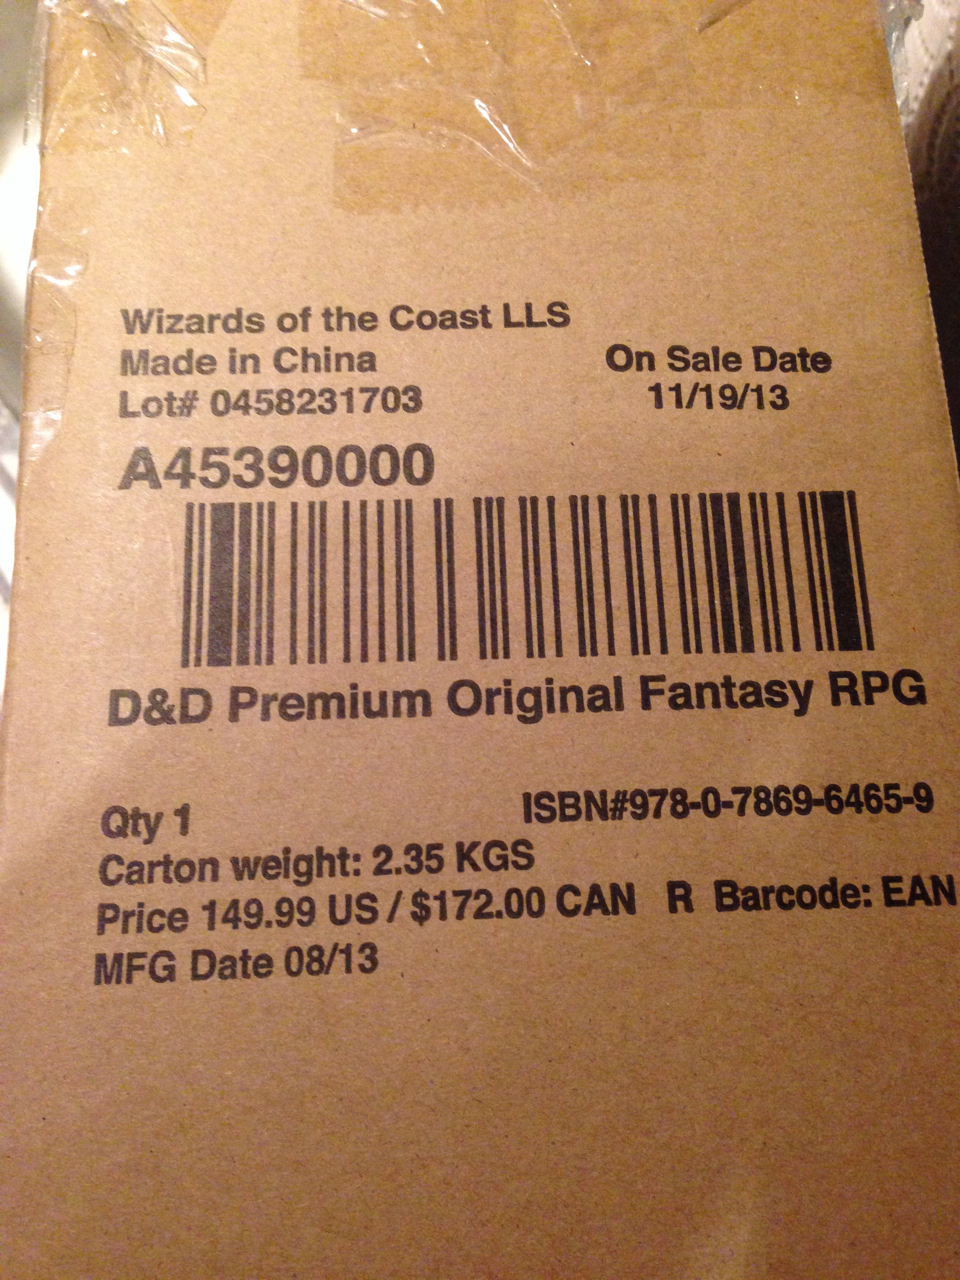 Wizards of the Coast LLS
Made in China
On Sale Date
Lot# 0458231703
11/19/13
A45390000
D&D Premium Original Fantasy RPG
Qty 1
ISBN#978-0-7869-6465-9
Carton weight: 2.35 KGS
Price 149.99 US / $172.00 CAN R Barcode: EAN
MFG Date 08/13